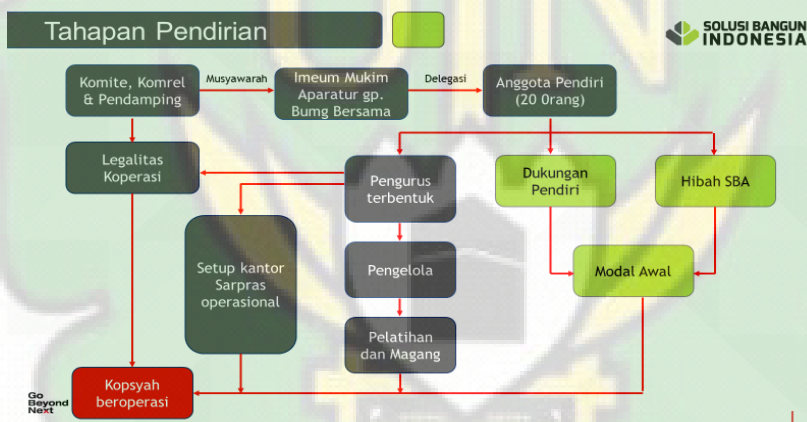 Tahapan Pendirian
SOLUSI BANGUN
INDONESIA
Komite, Komrel
& Pendamping
Musyawarah
Imeum Mukim
Aparatur gp.
Bumg Bersama
Delegasi
Anggota Pendiri
(20 0rang)
Legalitas
Koperasi
Pengurus
terbentuk
Dukungan
Pendiri
Hibah SBA
Setup kantor
Sarpras
operasional
Pengelola
Modal Awal
Pelatihan
dan Magang
Kopsyah
beroperasi
Go
Beyond
Next